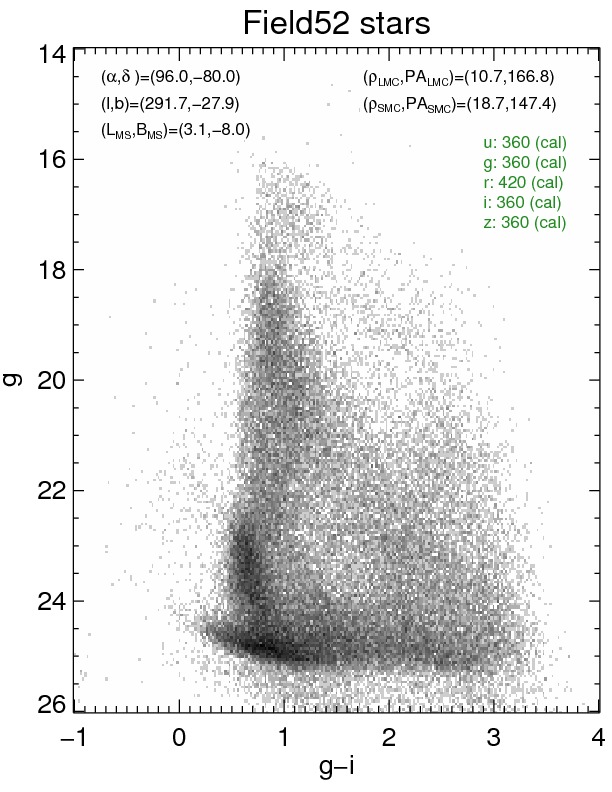 Field52 stars
(α,δ )=(96.0,−80.0)
(ρLMC,PALMC)=(10.7,166.8)
(l,b)=(291.7,−27.9)
(ρSMC,PASMC)=(18.7,147.4)
(LMS,BMS)=(3.1,−8.0)
u: 360 (cal)
g: 360 (cal)
r: 420 (cal)
i: 360 (cal)
z: 360 (cal)
14
16
18
20
22
24
26
g
−1 0 1 2 3 4
g−i